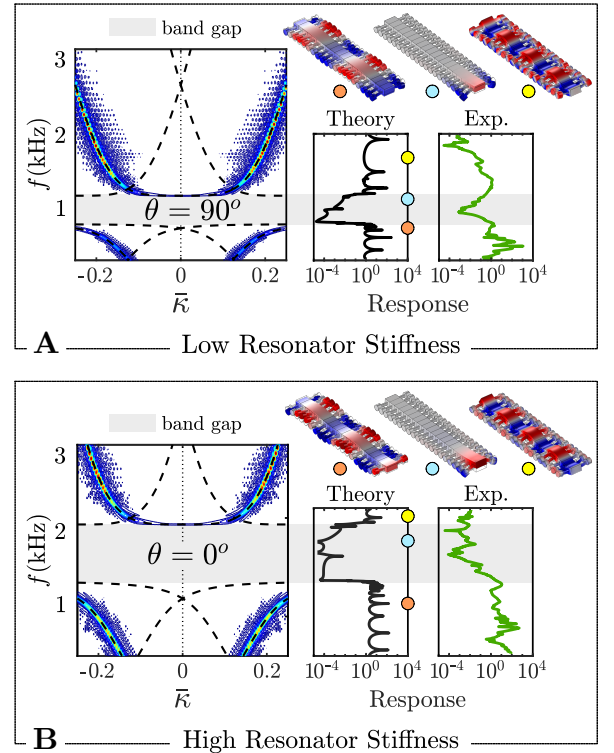 band gap
3
2
1
f(kHz)
θ = 90°
-0.2 0 0.2
κ̄
Theory Exp.
10⁻⁴ 10⁰ 10⁴ 10⁻⁴ 10⁰ 10⁴
Response
A Low Resonator Stiffness
band gap
3
2
1
f(kHz)
θ = 0°
-0.2 0 0.2
κ̄
Theory Exp.
10⁻⁴ 10⁰ 10⁴ 10⁻⁴ 10⁰ 10⁴
Response
B High Resonator Stiffness